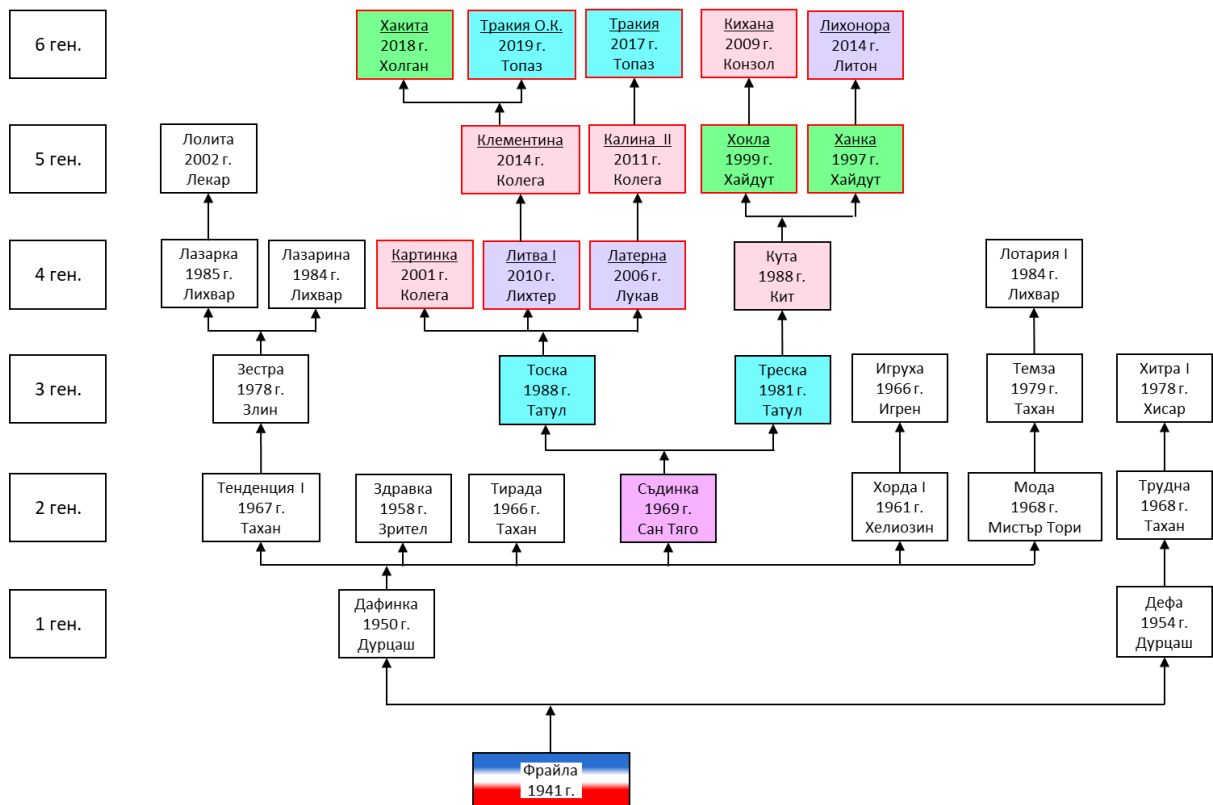 6 ген.
Хакита
2018 г.
Холган
Тракия О.К.
2019 г.
Топаз
Тракия
2017 г.
Топаз
Кихана
2009 г.
Конзол
Лихонора
2014 г.
Литон
5 ген.
Лолита
2002 г.
Лекар
Клементина
2014 г.
Колега
Калина II
2011 г.
Колега
Хокла
1999 г.
Хайдут
Ханка
1997 г.
Хайдут
4 ген.
Лазарка
1985 г.
Лихвар
Лазарина
1984 г.
Лихвар
Картинка
2001 г.
Колега
Литва I
2010 г.
Лихтер
Латерна
2006 г.
Лукав
Кута
1988 г.
Кит
Лотария I
1984 г.
Лихвар
3 ген.
Зестра
1978 г.
Злин
Тоска
1988 г.
Татул
Треска
1981 г.
Татул
Игруха
1966 г.
Игрен
Темза
1979 г.
Тахан
Хитра I
1978 г.
Хисар
2 ген.
Тенденция I
1967 г.
Тахан
Здравка
1958 г.
Зрител
Тирада
1966 г.
Тахан
Съдинка
1969 г.
Сан Тяго
Хорда I
1961 г.
Хелиозин
Мода
1968 г.
Мистър Тори
Трудна
1968 г.
Тахан
1 ген.
Дафинка
1950 г.
Дурцаш
Дефа
1954 г.
Дурцаш
Фрайла
1941 г.